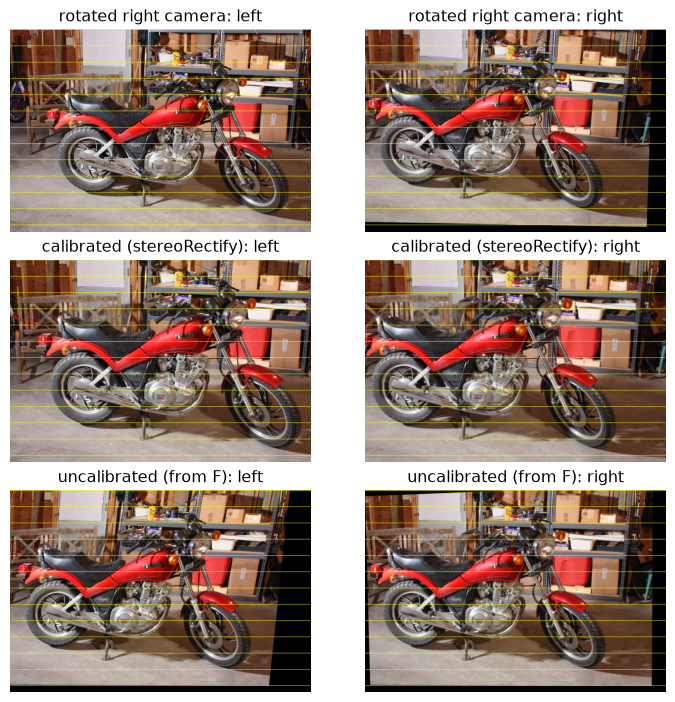 rotated right camera: left
rotated right camera: right
calibrated (stereoRectify): left
calibrated (stereoRectify): right
uncalibrated (from F): left
uncalibrated (from F): right